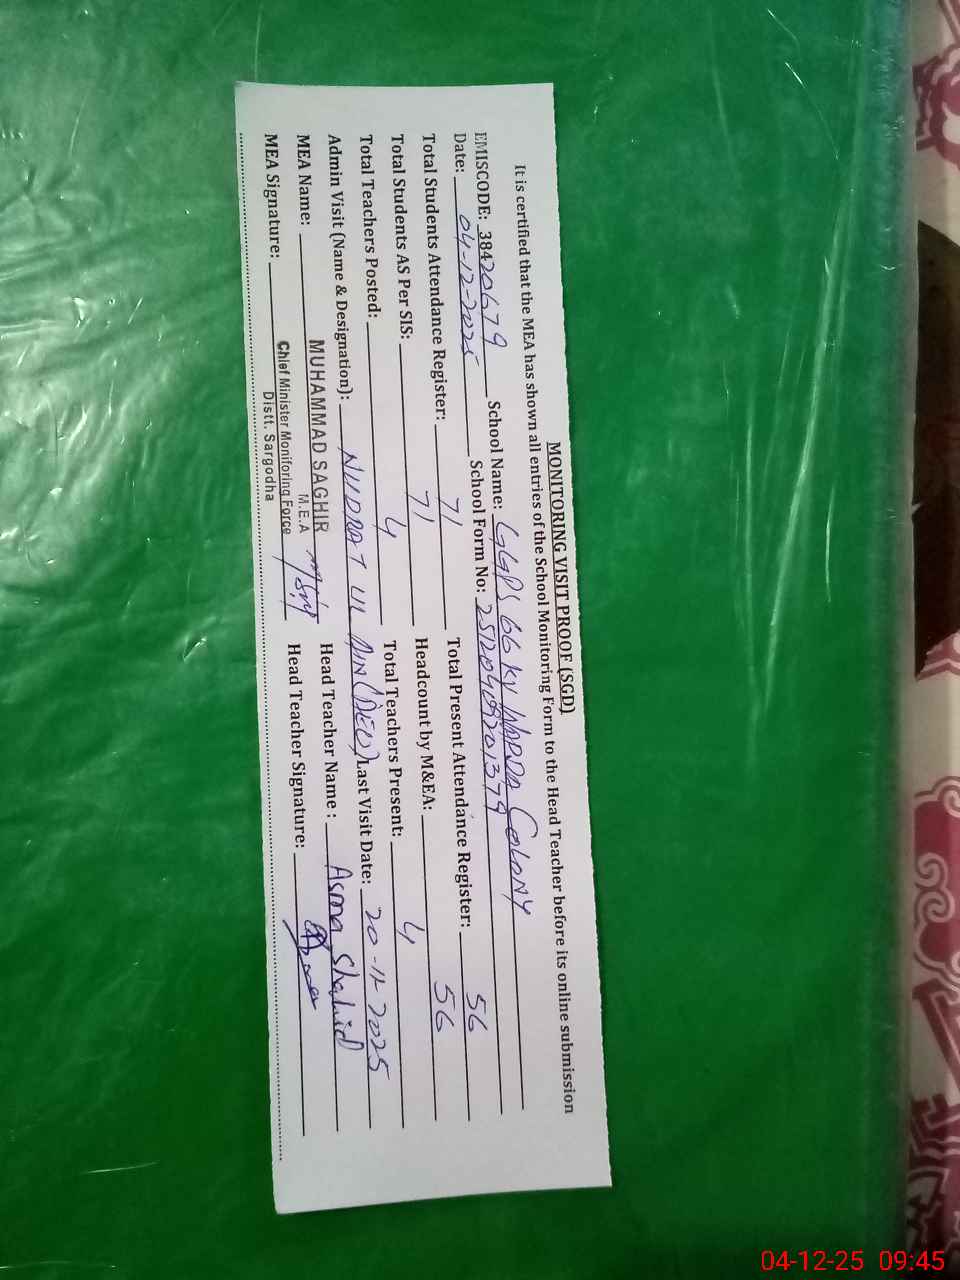 MONITORING VISIT PROOF (SGD)
It is certified that the MEA has shown all entries of the School Monitoring Form to the Head Teacher before its online submission
EMISCODE: 38420679 School Name: GGPS 66 KV WAPDA Colony
Date: 04-12-2025 School Form No:
Total Students Attendance Register: 71 Total Present Attendance Register: 56
Total Students AS Per SIS: 71 Headcount by M&EA: 56
Total Teachers Posted: 4 Total Teachers Present: 4
Admin Visit (Name & Designation): NUDRAT UL AIN (AEO) Last Visit Date: 20-11-2025
MEA Name: MUHAMMAD SAGHIR Head Teacher Name : Asma Shahid
M.E.A
MEA Signature: Chief Minister Monitoring Force Head Teacher Signature:
Distt. Sargodha
04-12-25 09:45